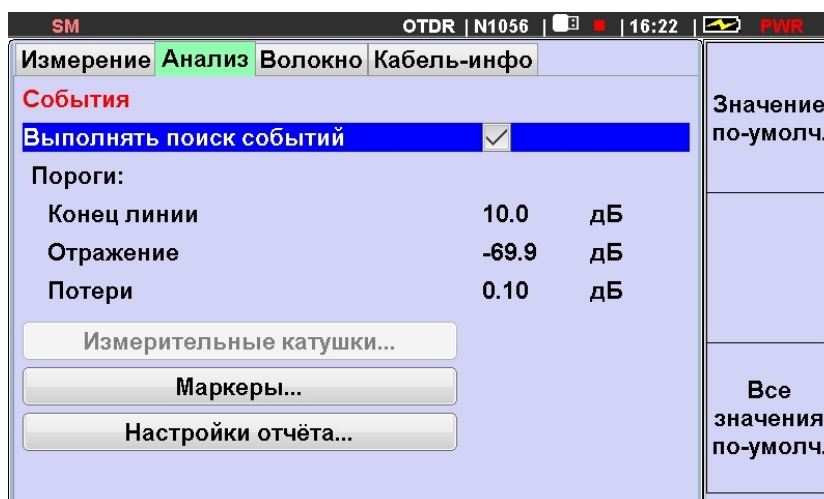 SM OTDR | N1056 | | 16:22 | PWR
Измерение Анализ Волокно Кабель-инфо
События
Выполнять поиск событий
Пороги:
Конец линии 10.0 дБ
Отражение -69.9 дБ
Потери 0.10 дБ
Измерительные катушки...
Маркеры...
Настройки отчёта...
Значение
по-умолч.
Все
значения
по-умолч.